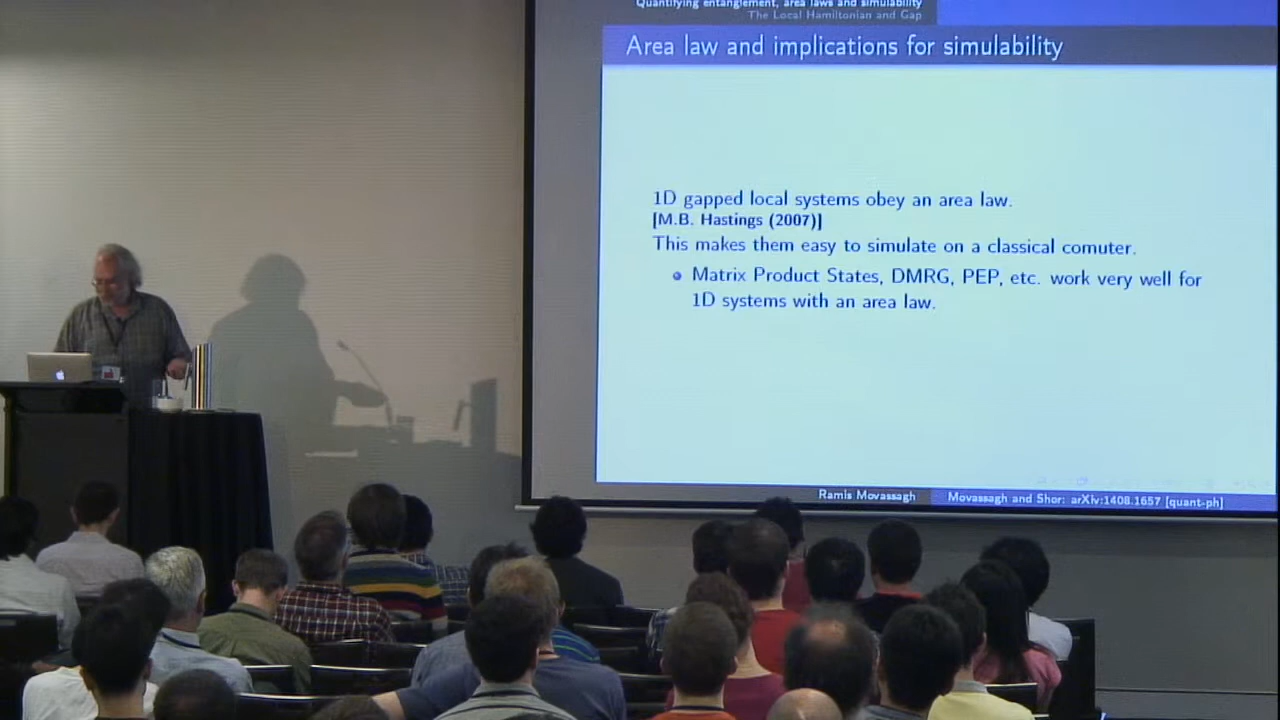 Quantifying entanglement, area laws and simulability
The Local Hamiltonian and Gap
Area law and implications for simulability
1D gapped local systems obey an area law.
[M.B. Hastings (2007)]
This makes them easy to simulate on a classical comuter.
Matrix Product States, DMRG, PEP, etc. work very well for
1D systems with an area law.
Ramis Movassagh
Movassagh and Shor: arXiv:1408.1657 [quant-ph]